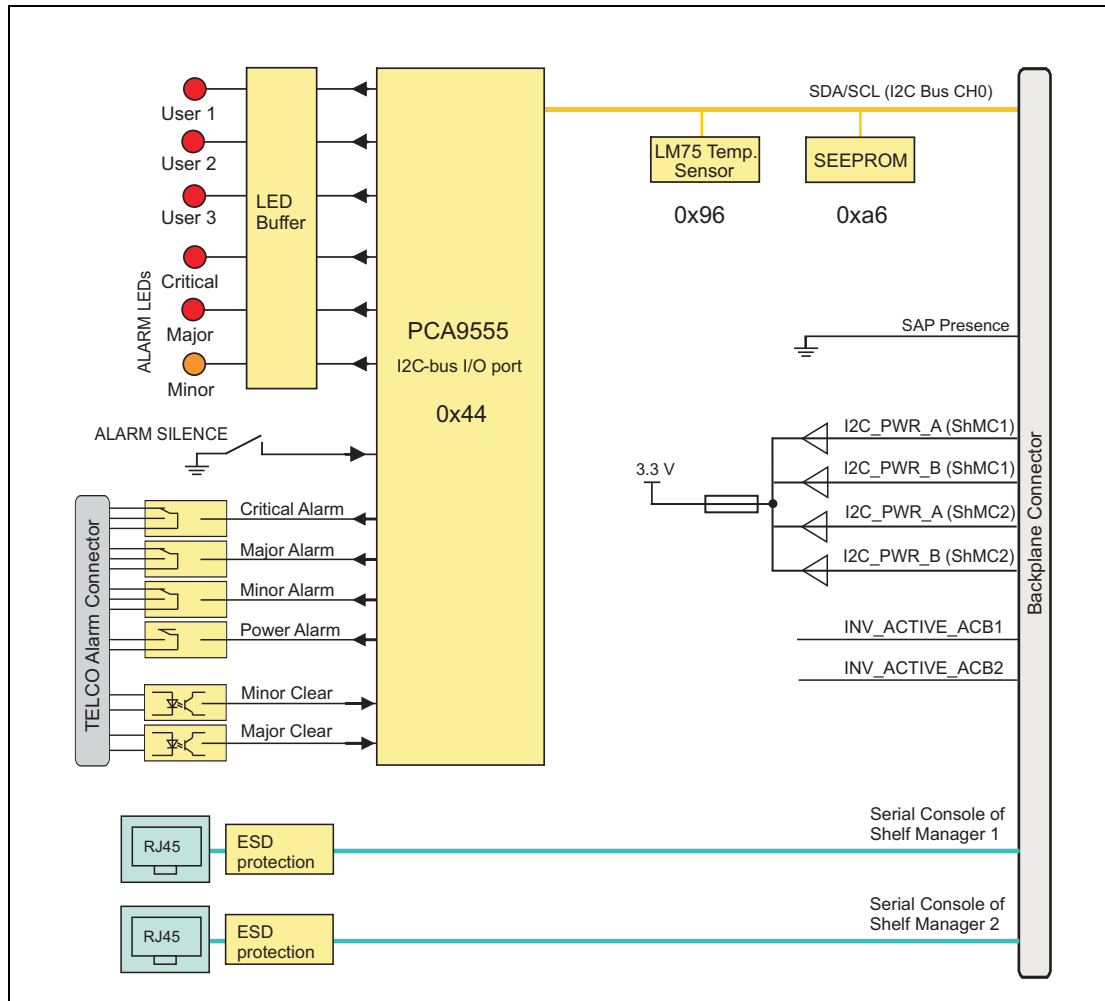 SDA/SCL (I2C Bus CH0)
User 1
User 2
User 3
Critical
Major
Minor
ALARM LEDs
LED
Buffer
PCA9555
I2C-bus I/O port
0x44
LM75 Temp.
Sensor
0x96
SEEPROM
0xa6
SAP Presence
ALARM SILENCE
3.3 V
I2C_PWR_A (ShMC1)
I2C_PWR_B (ShMC1)
I2C_PWR_A (ShMC2)
I2C_PWR_B (ShMC2)
INV_ACTIVE_ACB1
INV_ACTIVE_ACB2
Backplane Connector
TELCO Alarm Connector
Critical Alarm
Major Alarm
Minor Alarm
Power Alarm
Minor Clear
Major Clear
RJ45
ESD
protection
Serial Console of
Shelf Manager 1
RJ45
ESD
protection
Serial Console of
Shelf Manager 2